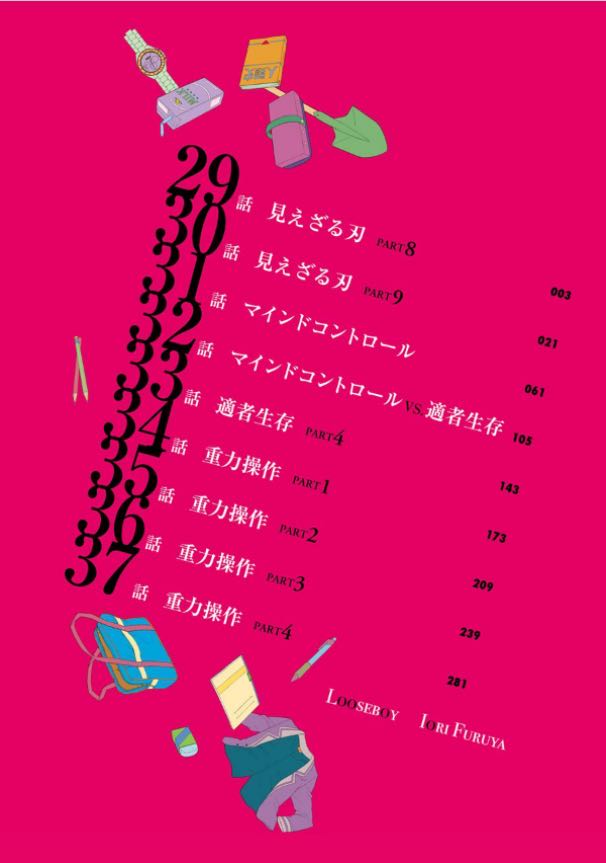 29話 見えざる刃 PART8 003
30話 見えざる刃 PART9 021
31話 マインドコントロール 061
32話 マインドコントロール VS. 適者生存 105
33話 適者生存 PART4 143
34話 重力操作 PART1 173
35話 重力操作 PART2 209
36話 重力操作 PART3 239
37話 重力操作 PART4 281
LOOSEBOY IORI FURUYA